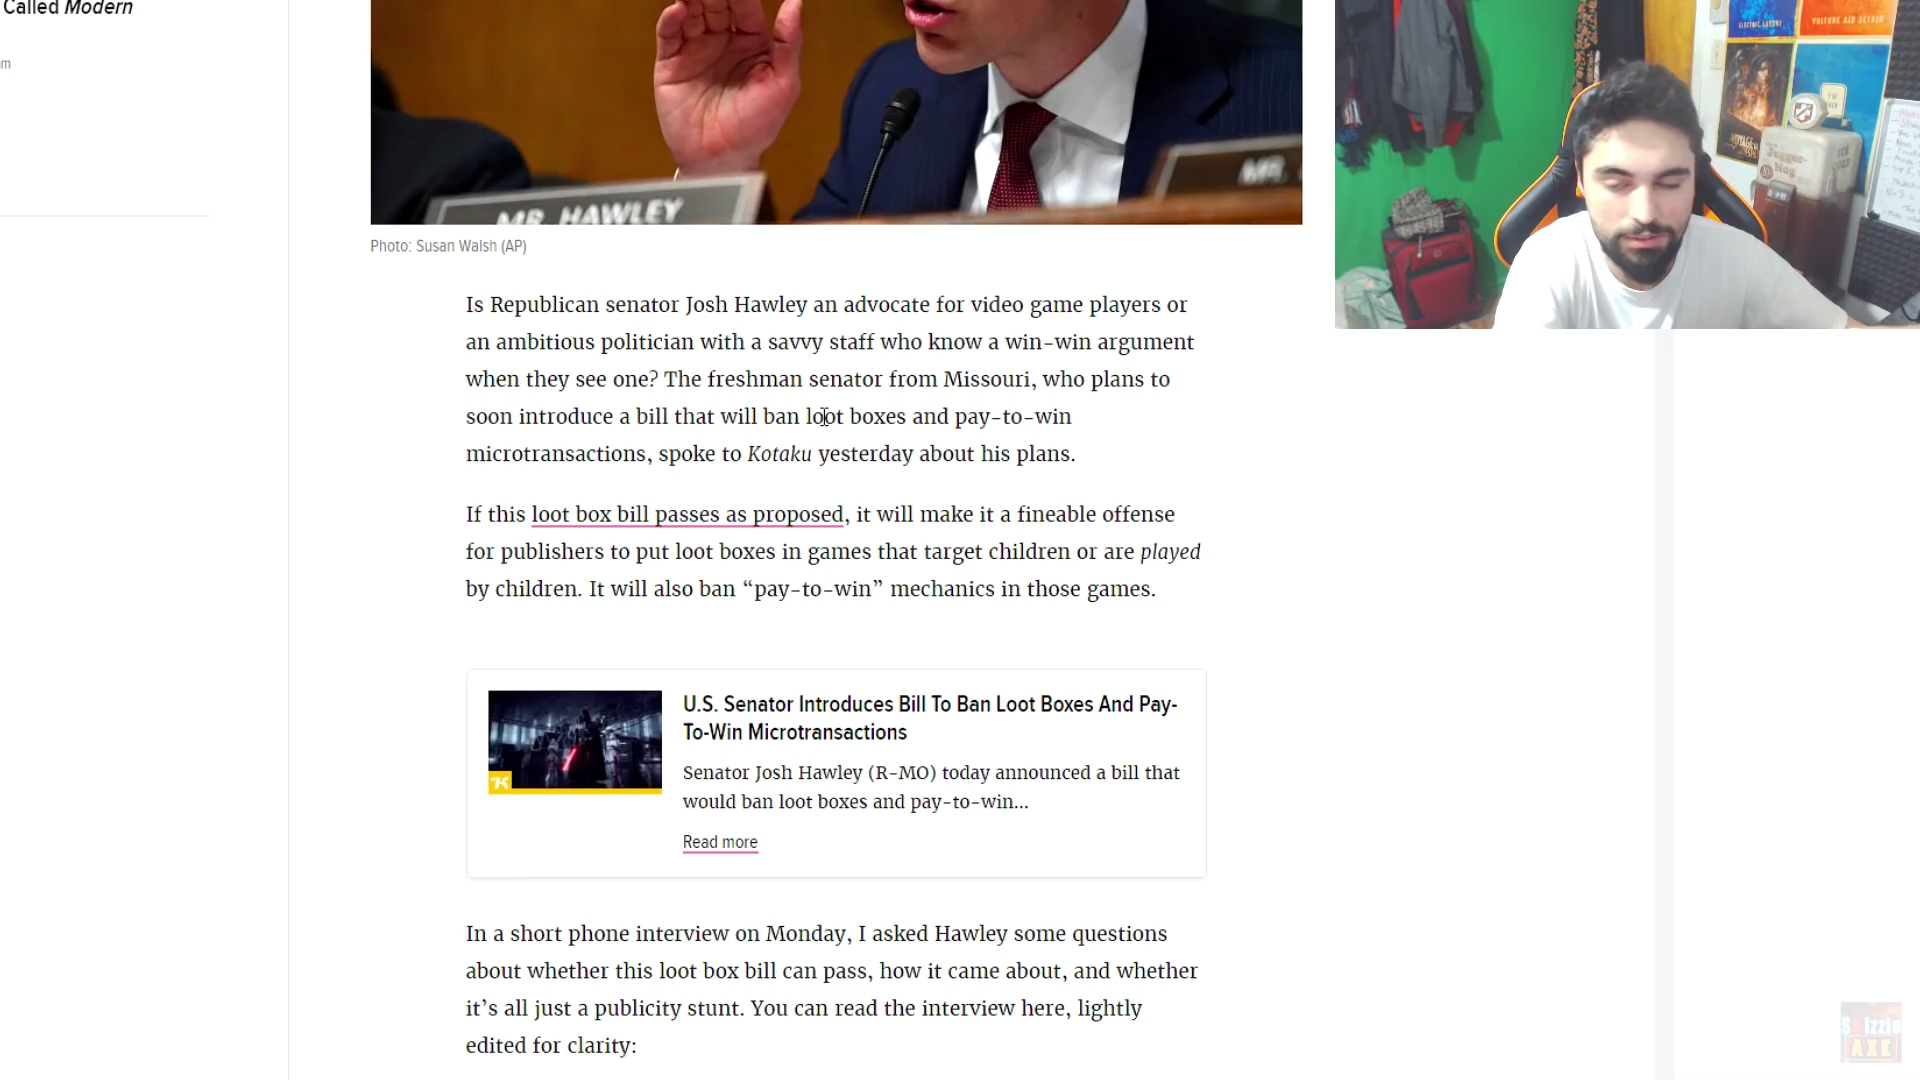 Called Modern
m
MR. HAWLEY
MR.
Photo: Susan Walsh (AP)
Is Republican senator Josh Hawley an advocate for video game players or
an ambitious politician with a savvy staff who know a win-win argument
when they see one? The freshman senator from Missouri, who plans to
soon introduce a bill that will ban loot boxes and pay-to-win
microtransactions, spoke to Kotaku yesterday about his plans.
If this loot box bill passes as proposed, it will make it a fineable offense
for publishers to put loot boxes in games that target children or are played
by children. It will also ban “pay-to-win” mechanics in those games.
U.S. Senator Introduces Bill To Ban Loot Boxes And Pay-
To-Win Microtransactions
Senator Josh Hawley (R-MO) today announced a bill that
would ban loot boxes and pay-to-win...
Read more
In a short phone interview on Monday, I asked Hawley some questions
about whether this loot box bill can pass, how it came about, and whether
it’s all just a publicity stunt. You can read the interview here, lightly
edited for clarity:
ELECTRIC CHERRY
VULTURE AID ELIXIR
ICE
COLD
AXE